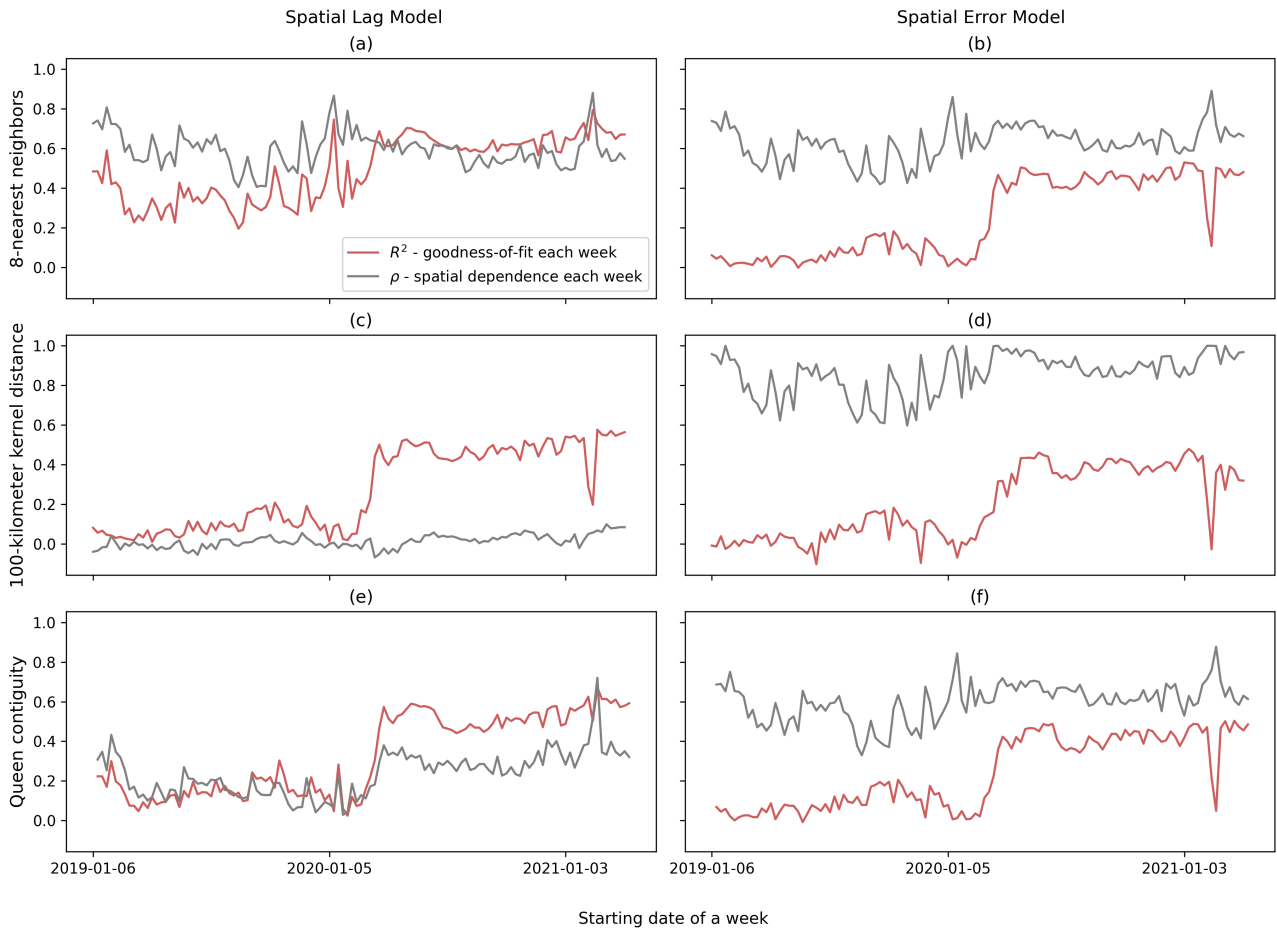 Spatial Lag Model
Spatial Error Model
(a)
(b)
8-nearest neighbors
1.0
0.8
0.6
0.4
0.2
0.0
R² - goodness-of-fit each week
ρ - spatial dependence each week
(c)
(d)
100-kilometer kernel distance
1.0
0.8
0.6
0.4
0.2
0.0
(e)
(f)
Queen contiguity
1.0
0.8
0.6
0.4
0.2
0.0
2019-01-06
2020-01-05
2021-01-03
2019-01-06
2020-01-05
2021-01-03
Starting date of a week